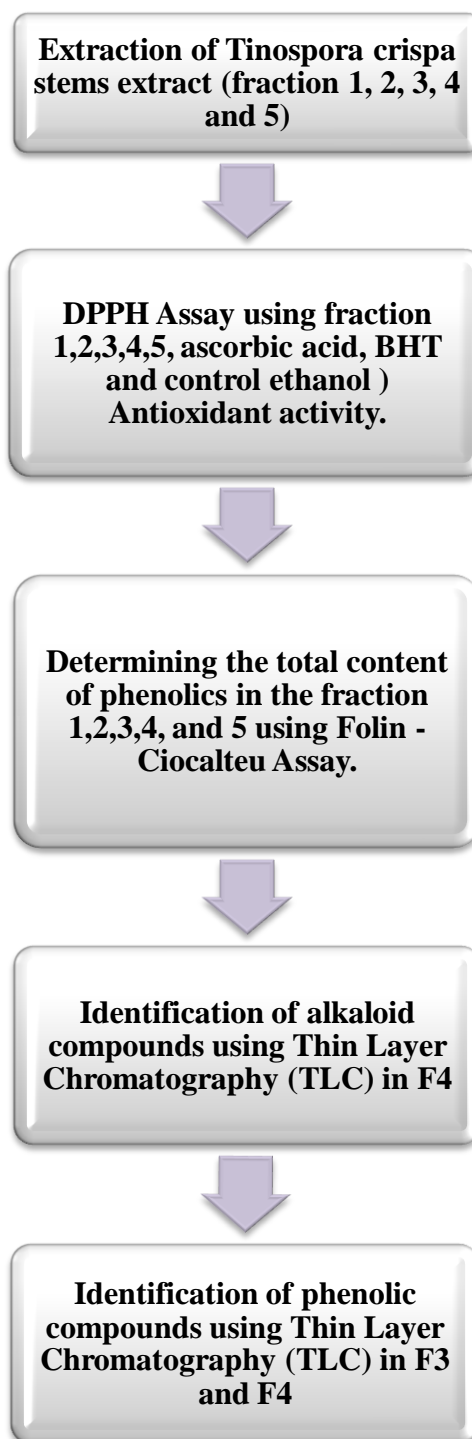 Extraction of Tinospora crispa
stems extract (fraction 1, 2, 3, 4
and 5)
DPPH Assay using fraction
1,2,3,4,5, ascorbic acid, BHT
and control ethanol )
Antioxidant activity.
Determining the total content
of phenolics in the fraction
1,2,3,4, and 5 using Folin -
Ciocalteu Assay.
Identification of alkaloid
compounds using Thin Layer
Chromatography (TLC) in F4
Identification of phenolic
compounds using Thin Layer
Chromatography (TLC) in F3
and F4